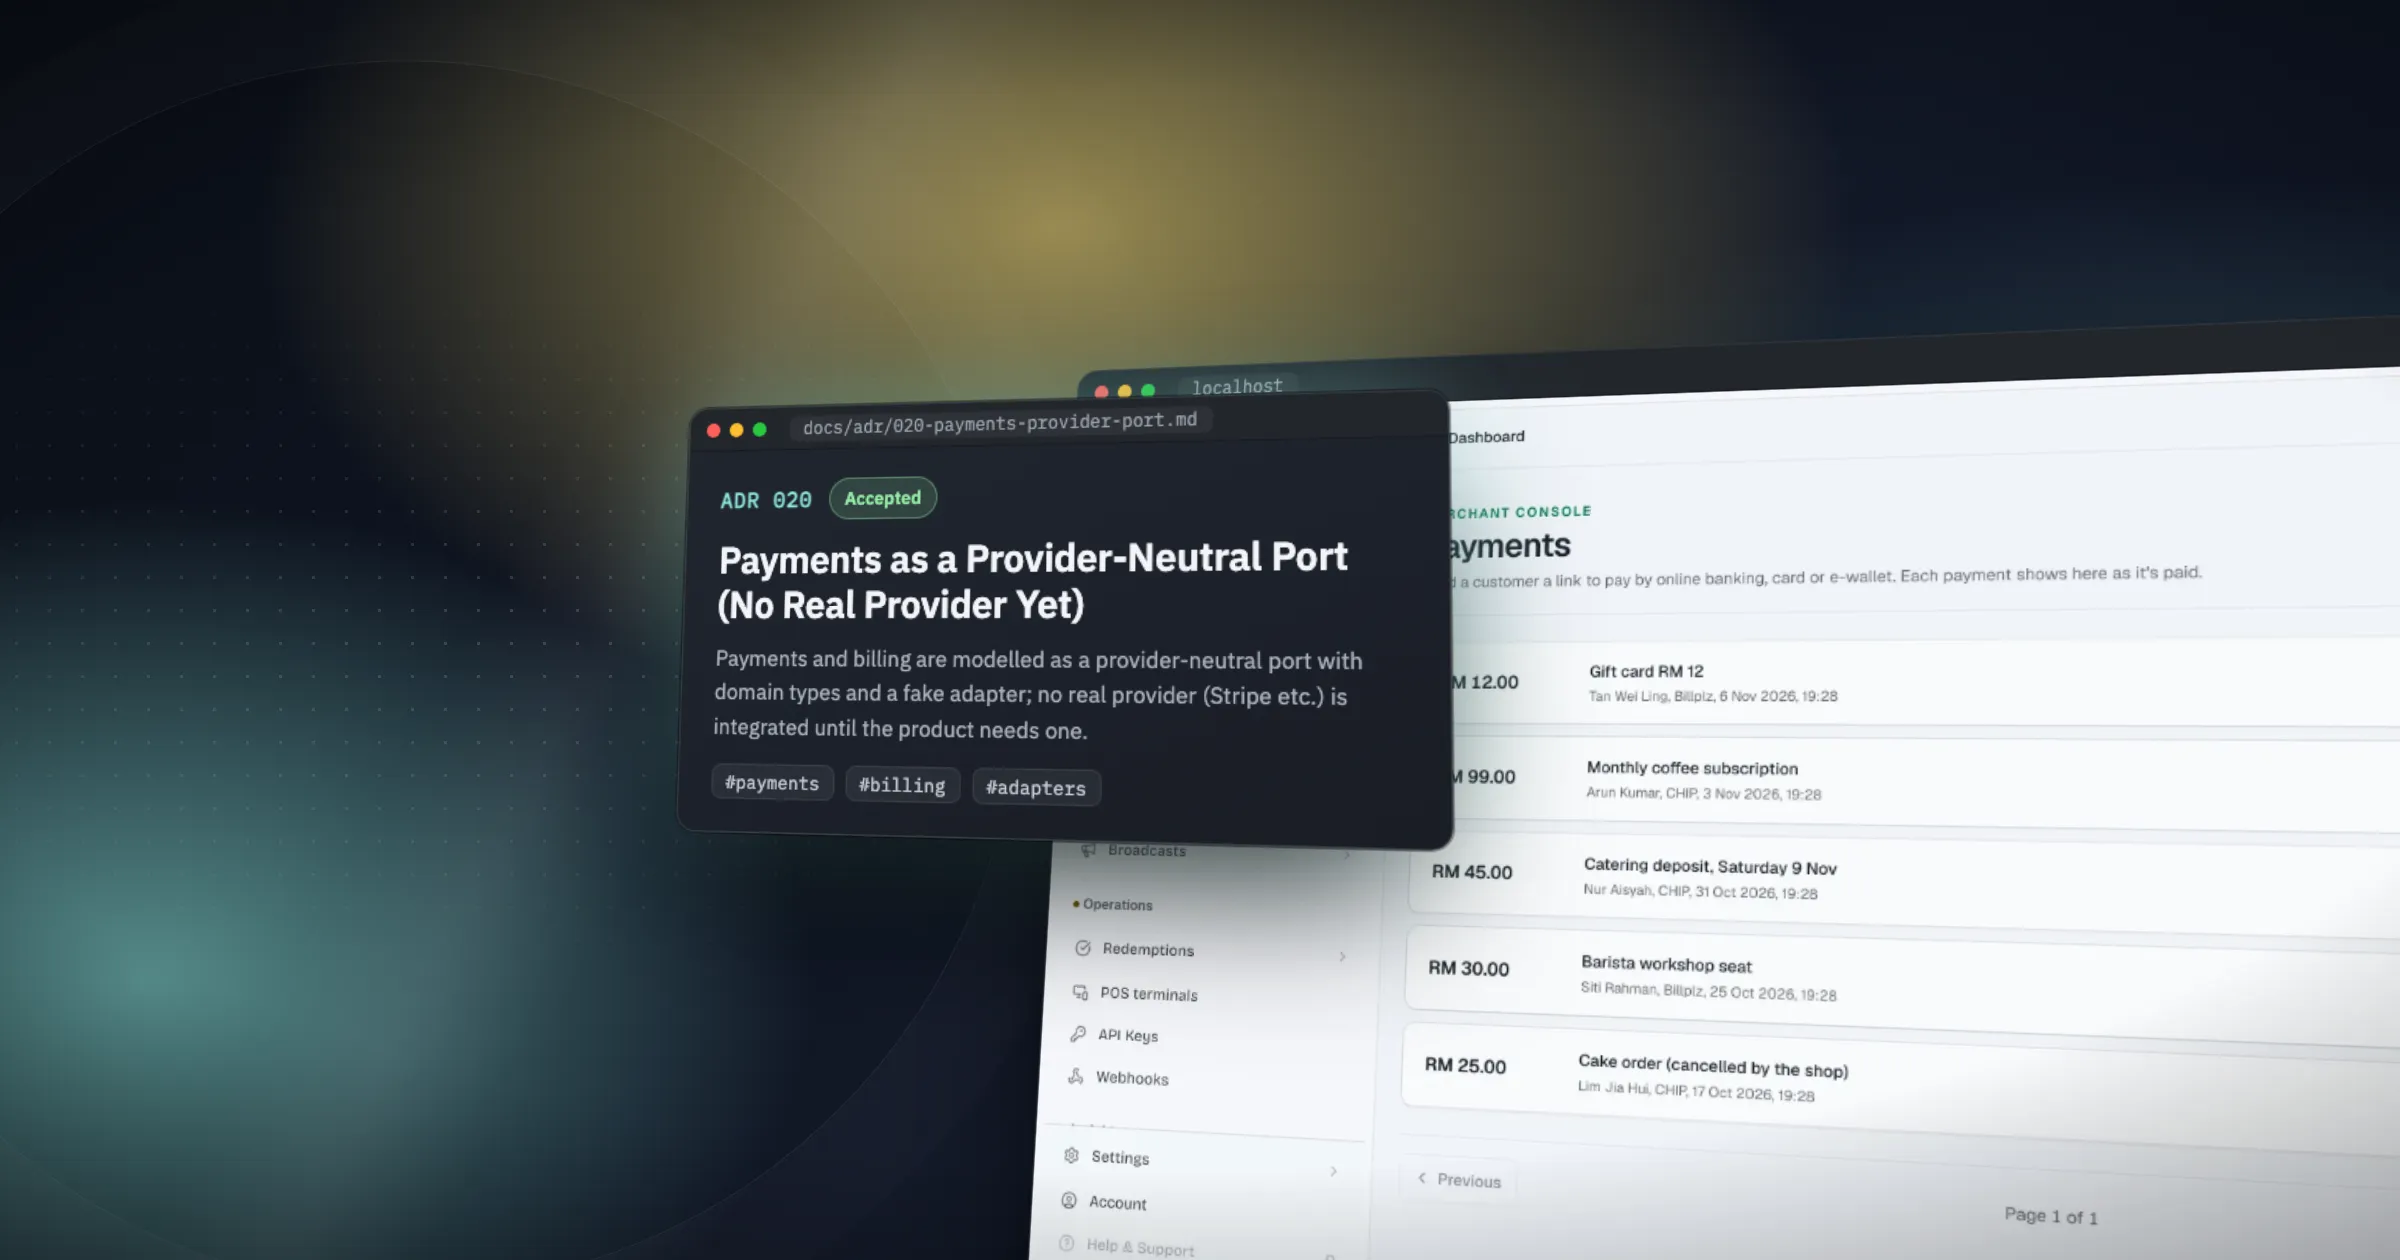 localhost
docs/adr/020-payments-provider-port.md
ADR 020
Accepted
Payments as a Provider-Neutral Port
(No Real Provider Yet)
Payments and billing are modelled as a provider-neutral port with
domain types and a fake adapter; no real provider (Stripe etc.) is
integrated until the product needs one.
#payments #billing #adapters
Dashboard
RCHANT CONSOLE
ayments
d a customer a link to pay by online banking, card or e-wallet. Each payment shows here as it's paid.
M 12.00
Gift card RM 12
Tan Wei Ling, Billplz, 6 Nov 2026, 19:28
M 99.00
Monthly coffee subscription
Arun Kumar, CHIP, 3 Nov 2026, 19:28
RM 45.00
Catering deposit, Saturday 9 Nov
Nur Aisyah, CHIP, 31 Oct 2026, 19:28
RM 30.00
Barista workshop seat
Siti Rahman, Billplz, 25 Oct 2026, 19:28
RM 25.00
Cake order (cancelled by the shop)
Lim Jia Hui, CHIP, 17 Oct 2026, 19:28
Previous
Page 1 of 1
Broadcasts
Operations
Redemptions
POS terminals
API Keys
Webhooks
Settings
Account
Help & Support